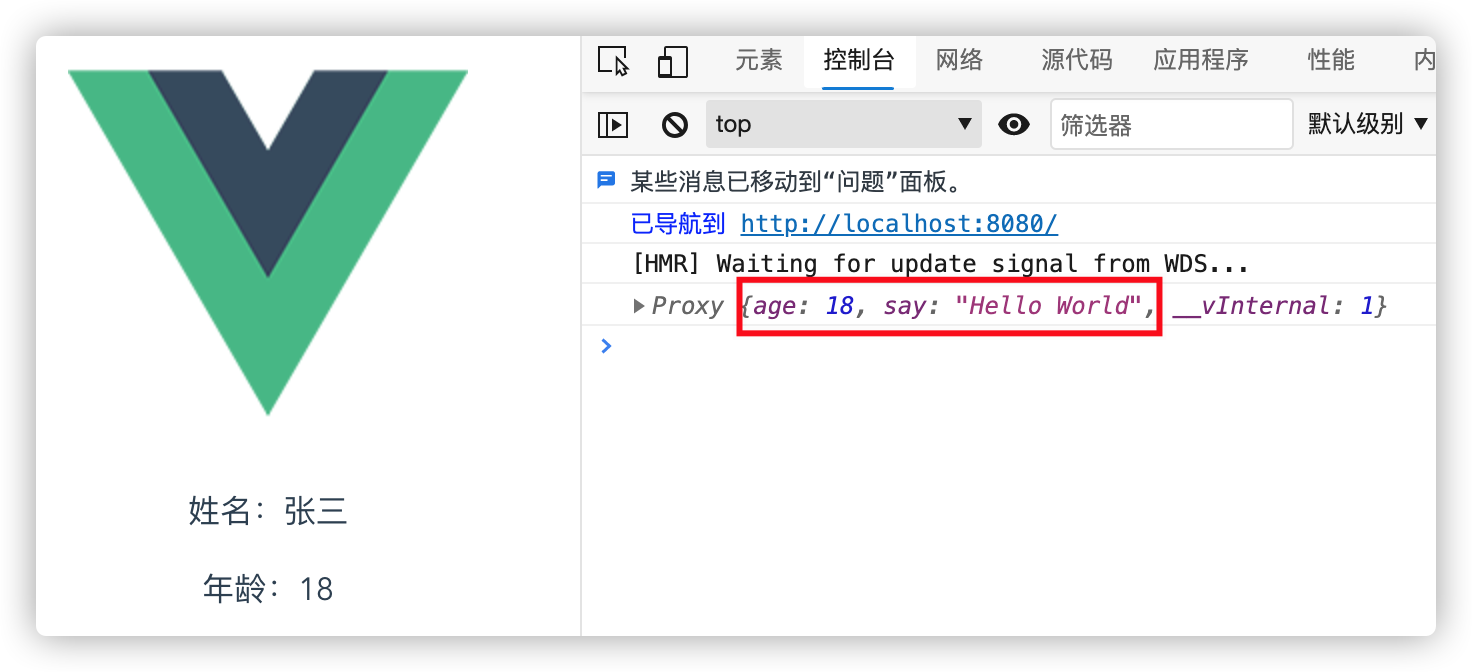 元素 控制台 网络 源代码 应用程序 性能 内
top 筛选器 默认级别
某些消息已移动到“问题”面板。
已导航到 http://localhost:8080/
[HMR] Waiting for update signal from WDS...
Proxy {age: 18, say: "Hello World", __vInternal: 1}
姓名：张三
年龄：18